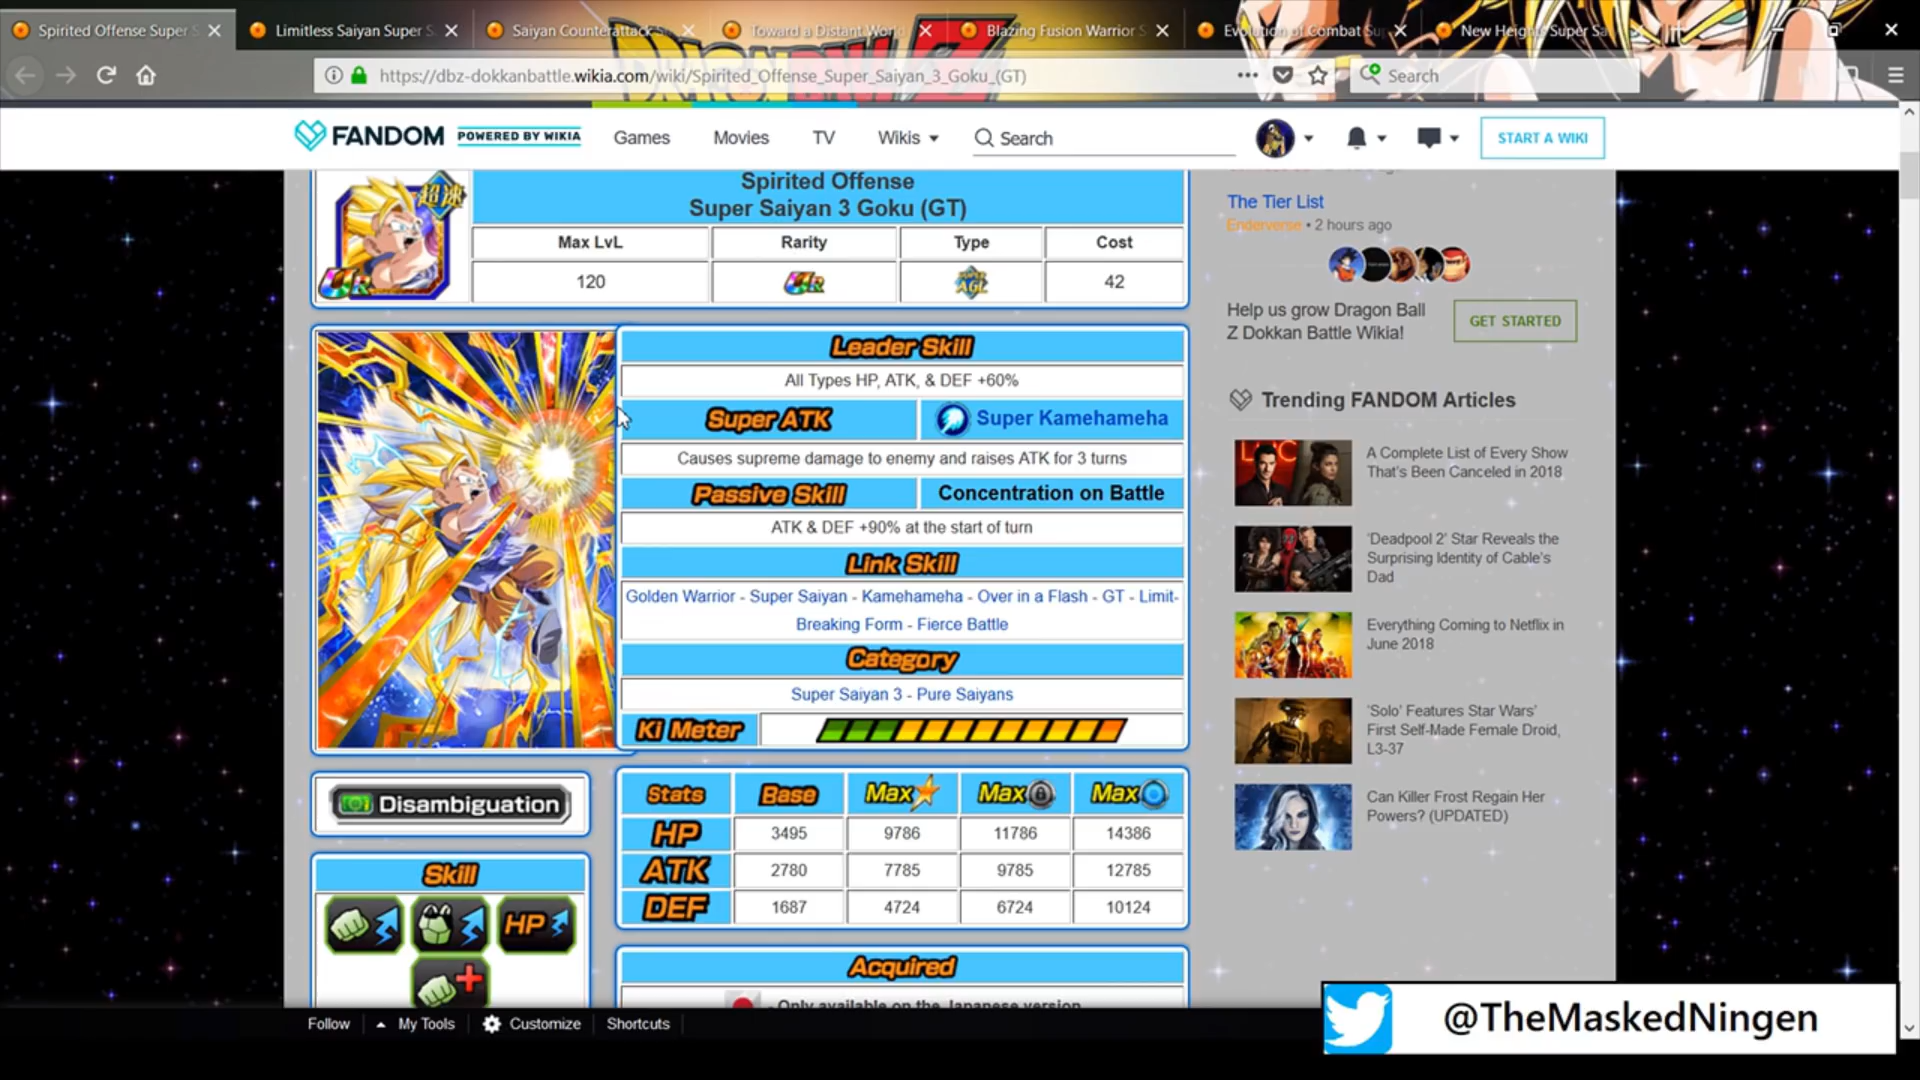 Spirited Offense Super S
Limitless Saiyan Super S
Saiyan Counterattack
Toward a Distant World
Blazing Fusion Warrior S
Evolution of Combat Su
New Height Super Sa
https://dbz-dokkanbattle.wikia.com/wiki/Spirited_Offense_Super_Saiyan_3_Goku_(GT)
Search
FANDOM POWERED BY WIKIA
Games
Movies
TV
Wikis
Search
START A WIKI
Spirited Offense
Super Saiyan 3 Goku (GT)
Max LvL
Rarity
Type
Cost
120
UR
SUPER AGL
42
超速
UR
Leader Skill
All Types HP, ATK, & DEF +60%
Super ATK
Super Kamehameha
Causes supreme damage to enemy and raises ATK for 3 turns
Passive Skill
Concentration on Battle
ATK & DEF +90% at the start of turn
Link Skill
Golden Warrior - Super Saiyan - Kamehameha - Over in a Flash - GT - Limit-
Breaking Form - Fierce Battle
Category
Super Saiyan 3 - Pure Saiyans
Ki Meter
Disambiguation
Stats
Base
Max
Max
Max
HP
3495
9786
11786
14386
ATK
2780
7785
9785
12785
DEF
1687
4724
6724
10124
Skill
HP
Acquired
- Only available on the Japanese version
The Tier List
Enderverse • 2 hours ago
Help us grow Dragon Ball
Z Dokkan Battle Wikia!
GET STARTED
Trending FANDOM Articles
A Complete List of Every Show
That's Been Canceled in 2018
'Deadpool 2' Star Reveals the
Surprising Identity of Cable's
Dad
Everything Coming to Netflix in
June 2018
'Solo' Features Star Wars'
First Self-Made Female Droid,
L3-37
Can Killer Frost Regain Her
Powers? (UPDATED)
Follow
My Tools
Customize
Shortcuts
@TheMaskedNingen